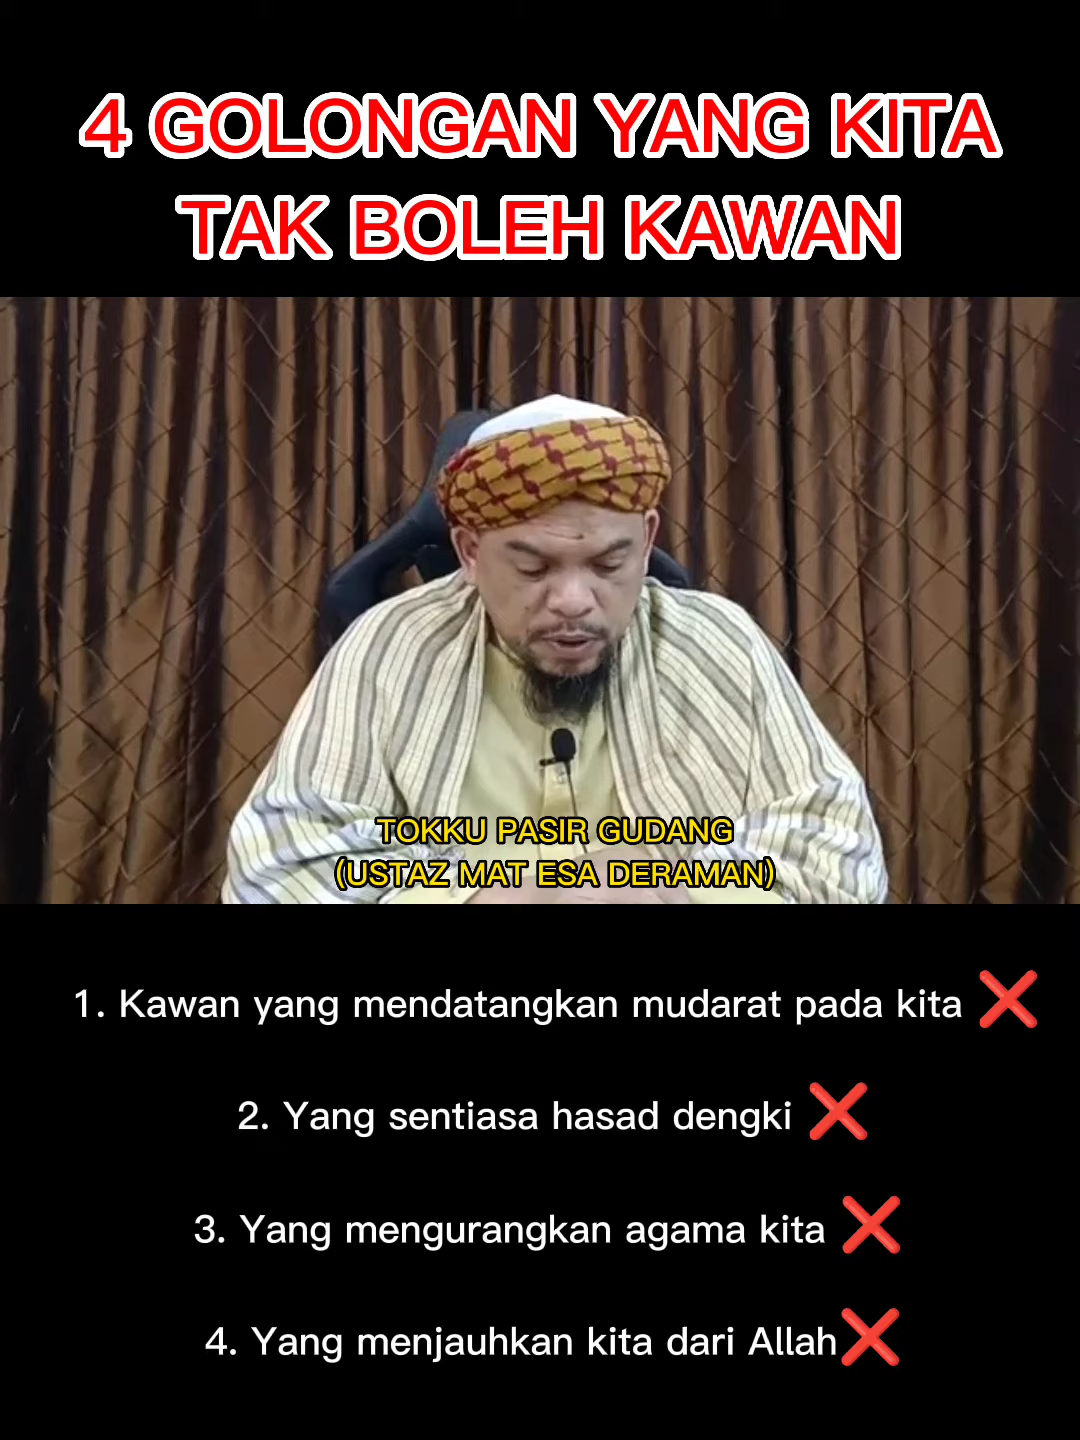 4 GOLONGAN YANG KITA
TAK BOLEH KAWAN
TOKKU PASIR GUDANG
(USTAZ MAT ESA DERAMAN)
1. Kawan yang mendatangkan mudarat pada kita ❌
2. Yang sentiasa hasad dengki ❌
3. Yang mengurangkan agama kita ❌
4. Yang menjauhkan kita dari Allah❌